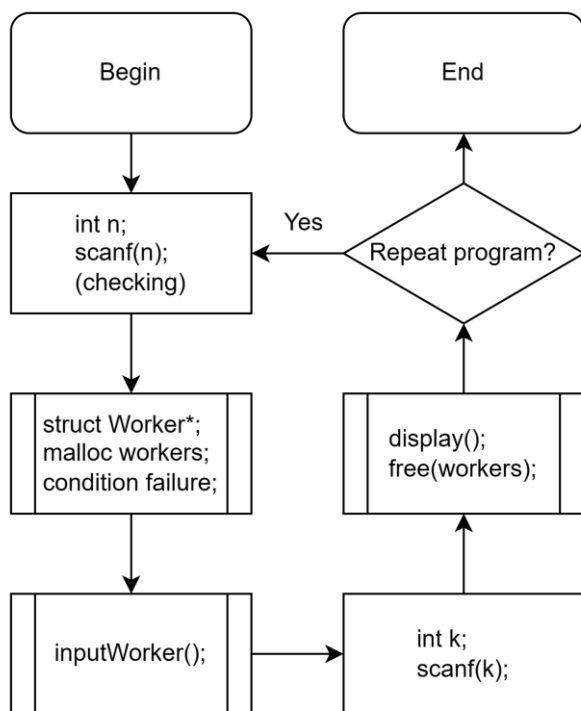 Begin
End
int n;
scanf(n);
(checking)
Yes
Repeat program?
struct Worker*;
malloc workers;
condition failure;
display();
free(workers);
inputWorker();
int k;
scanf(k);